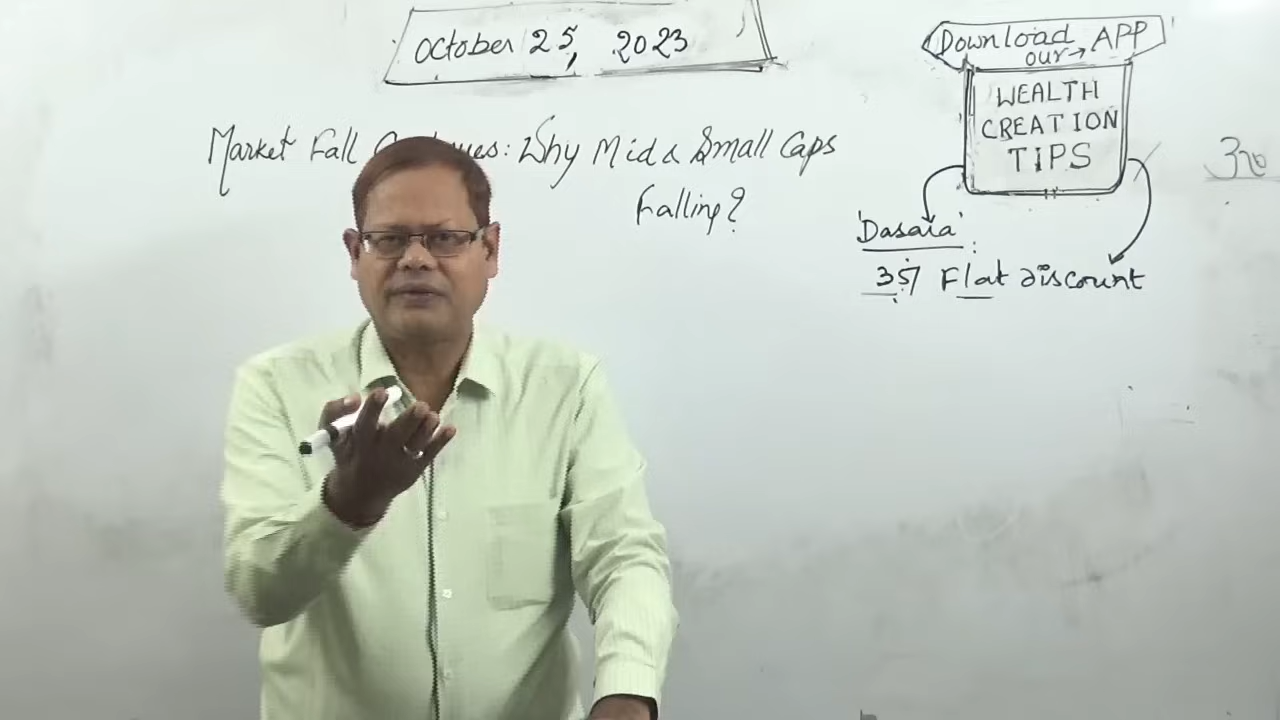 October 25, 2023
Market Fall : Why Mid & Small Caps
Falling?
Download
our → APP
WEALTH
CREATION
TIPS
'Dasara' :
Flat discount